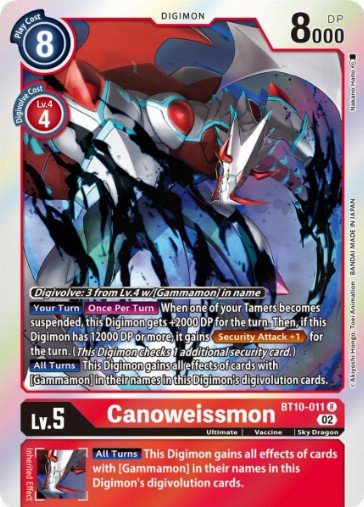 DIGIMON
Play Cost
8
DP
8000
Digivolve Cost
Lv.4
4
Nakano Haito
©Akiyoshi Hongo, Toei Animation BANDAI MADE IN JAPAN
Digivolve: 3 from Lv.4 w/[Gammamon] in name
Your Turn Once Per Turn When one of your Tamers becomes
suspended, this Digimon gets +2000 DP for the turn. Then, if this
Digimon has 12000 DP or more, it gains Security Attack +1 for
the turn. (This Digimon checks 1 additional security card.)
All Turns This Digimon gains all effects of cards with
[Gammamon] in their names in this Digimon's digivolution cards.
Lv.5
Canoweissmon
BT10-011 U
02
Ultimate | Vaccine | Sky Dragon
Inherited Effect
All Turns This Digimon gains all effects of cards
with [Gammamon] in their names in this
Digimon's digivolution cards.